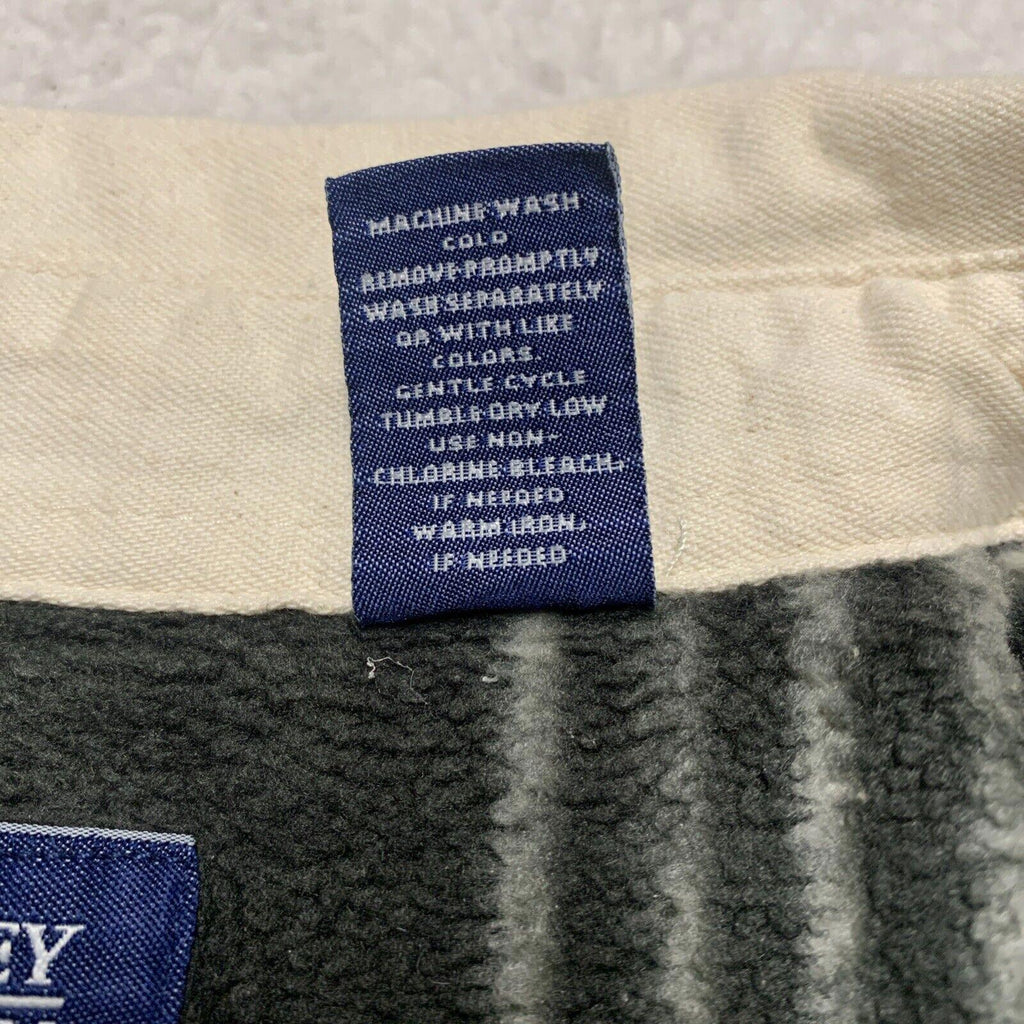 MACHINE WASH
COLD
REMOVE PROMPTLY
WASH SEPARATELY
OR WITH LIKE
COLORS.
GENTLE CYCLE
TUMBLE DRY LOW
USE NON-
CHLORINE BLEACH,
IF NEEDED
WARM IRON,
IF NEEDED
EY